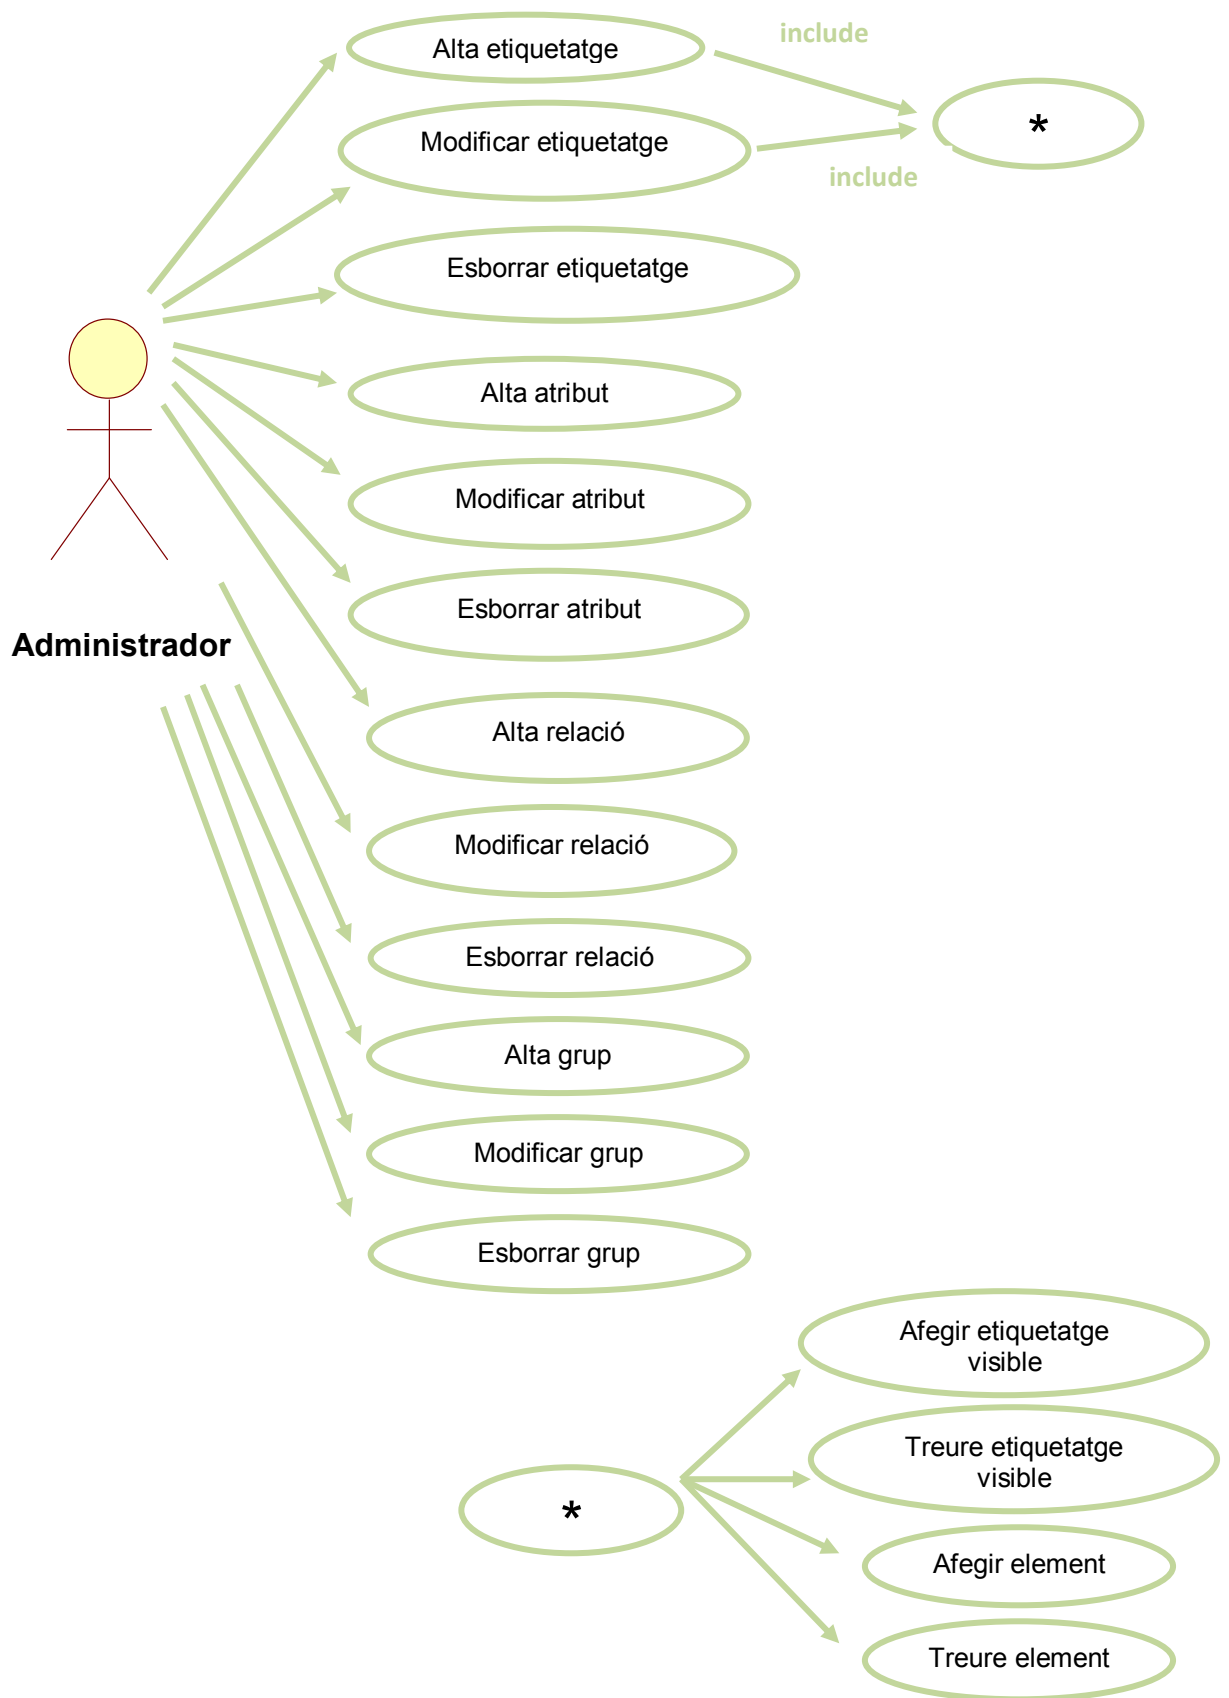 Alta etiquetatge
include
*
Modificar etiquetatge
include
Esborrar etiquetatge
Alta atribut
Modificar atribut
Esborrar atribut
Administrador
Alta relació
Modificar relació
Esborrar relació
Alta grup
Modificar grup
Esborrar grup
Afegir etiquetatge
visible
Treure etiquetatge
visible
*
Afegir element
Treure element